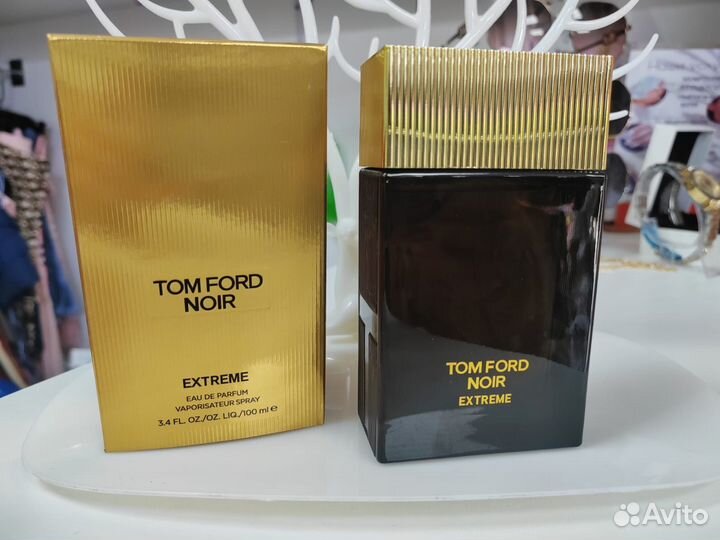 TOM FORD
NOIR
EXTREME
EAU DE PARFUM
VAPORISATEUR SPRAY
3.4 FL. OZ./OZ. LIQ./100 ml e
TOM FORD
NOIR
EXTREME
Avito